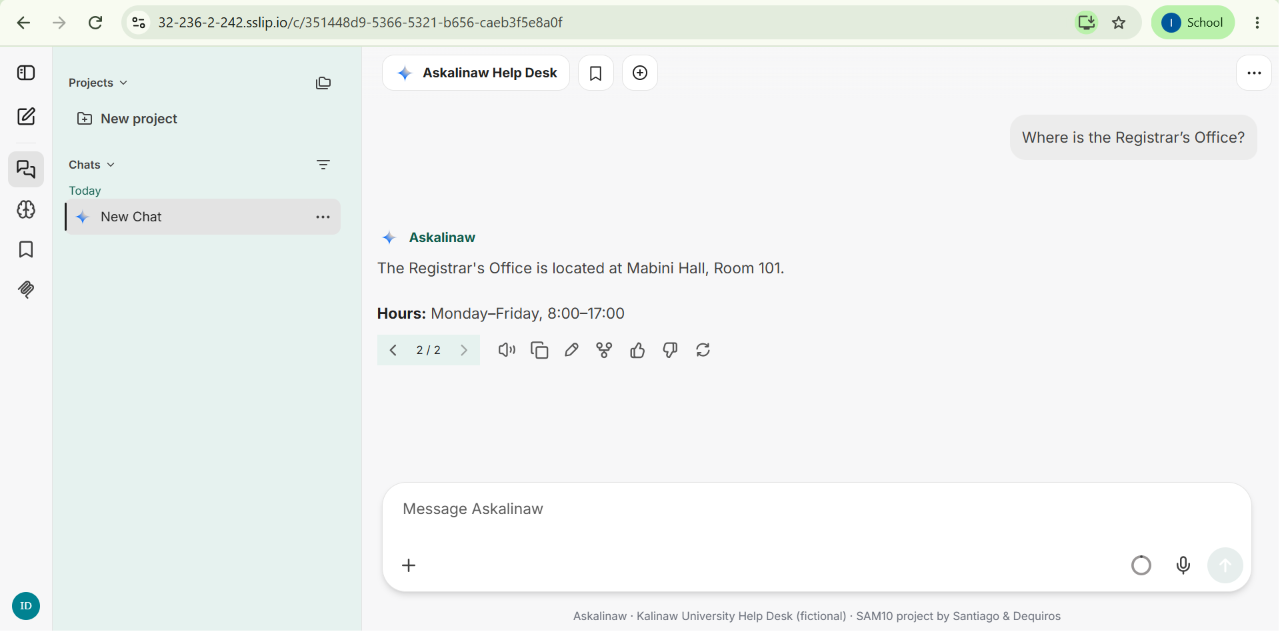 32-236-2-242.sslip.io/c/351448d9-5366-5321-b656-caeb3f5e8a0f
I School
Projects
New project
Chats
Today
New Chat
ID
Askalinaw Help Desk
Where is the Registrar’s Office?
Askalinaw
The Registrar's Office is located at Mabini Hall, Room 101.
Hours: Monday–Friday, 8:00–17:00
2 / 2
Message Askalinaw
Askalinaw · Kalinaw University Help Desk (fictional) · SAM10 project by Santiago & Dequiros